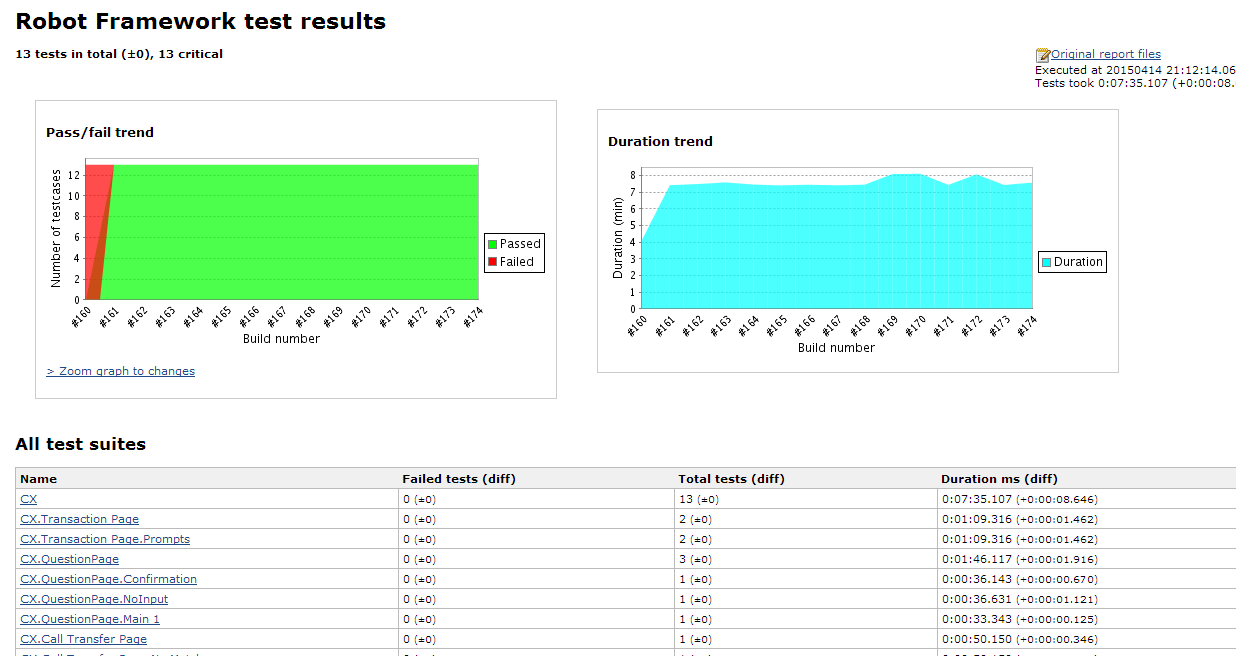 Robot Framework test results
13 tests in total (±0), 13 critical
Original report files
Executed at 20150414 21:12:14.06
Tests took 0:07:35.107 (+0:00:08.
Pass/fail trend
Number of testcases
12
10
8
6
4
2
0
#160 #161 #162 #163 #164 #165 #166 #167 #168 #169 #170 #171 #172 #173 #174
Build number
Passed
Failed
> Zoom graph to changes
Duration trend
Duration (min)
8
7
6
5
4
3
2
1
0
#160 #161 #162 #163 #164 #165 #166 #167 #168 #169 #170 #171 #172 #173 #174
Build number
Duration
All test suites
Name Failed tests (diff) Total tests (diff) Duration ms (diff)
CX 0 (±0) 13 (±0) 0:07:35.107 (+0:00:08.646)
CX.Transaction Page 0 (±0) 2 (±0) 0:01:09.316 (+0:00:01.462)
CX.Transaction Page.Prompts 0 (±0) 2 (±0) 0:01:09.316 (+0:00:01.462)
CX.QuestionPage 0 (±0) 3 (±0) 0:01:46.117 (+0:00:01.916)
CX.QuestionPage.Confirmation 0 (±0) 1 (±0) 0:00:36.143 (+0:00:00.670)
CX.QuestionPage.NoInput 0 (±0) 1 (±0) 0:00:36.631 (+0:00:01.121)
CX.QuestionPage.Main 1 0 (±0) 1 (±0) 0:00:33.343 (+0:00:00.125)
CX.Call Transfer Page 0 (±0) 1 (±0) 0:00:50.150 (+0:00:00.346)